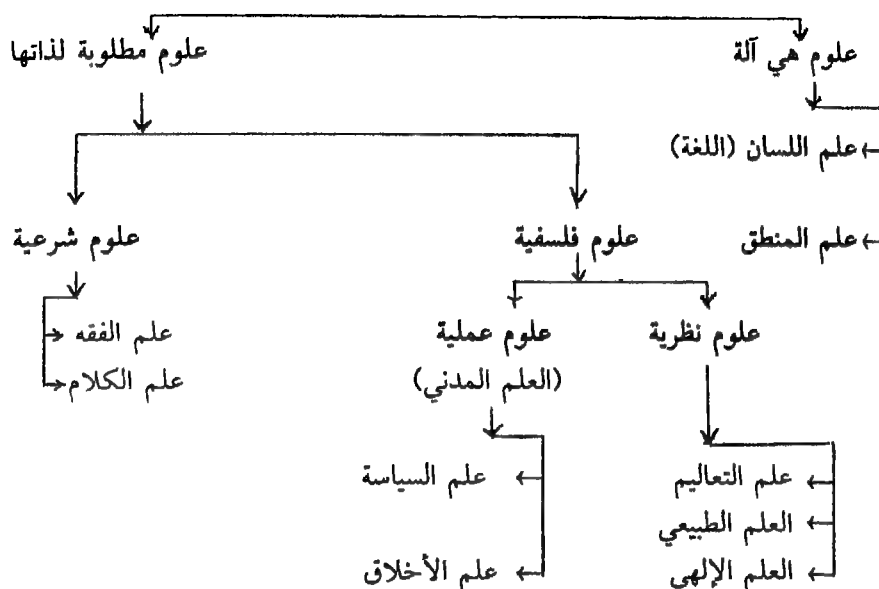 علوم هي آلة
علوم مطلوبة لذاتها
علم اللسان (اللغة)
علم المنطق
علوم فلسفية
علوم شرعية
علوم نظرية
علوم عملية
(العلم المدني)
علم التعاليم
العلم الطبيعي
العلم الإلهي
علم السياسة
علم الأخلاق
علم الفقه
علم الكلام